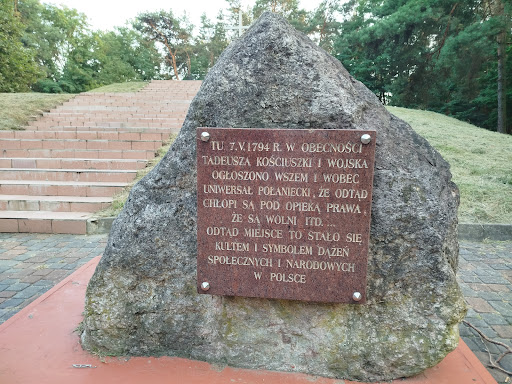 TU 7.V.1794 R. W OBECNOŚCI
TADEUSZA KOŚCIUSZKI I WOJSKA
OGŁOSZONO WSZEM I WOBEC
UNIWERSAŁ POŁANIECKI, ŻE ODTĄD
CHŁOPI SĄ POD OPIEKĄ PRAWA,
ŻE SĄ WOLNI ITD....
ODTĄD MIEJSCE TO STAŁO SIĘ
KULTEM I SYMBOLEM DĄŻEŃ
SPOŁECZNYCH I NARODOWYCH
W POLSCE